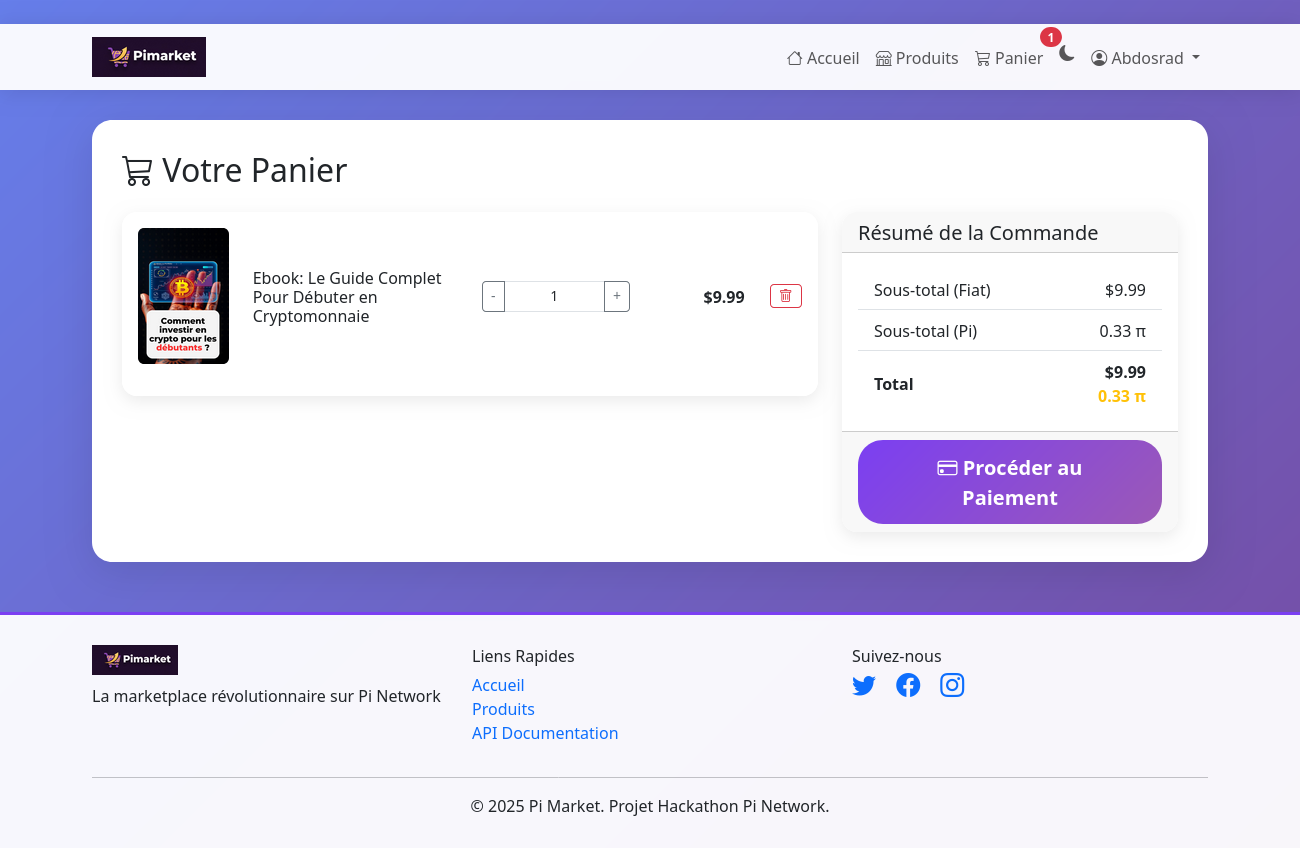 Pimarket
Accueil
Produits
Panier
1
Abdosrad
Votre Panier
Comment
investir en
crypto pour les
débutants ?
Ebook: Le Guide Complet
Pour Débuter en
Cryptomonnaie
- 1 +
$9.99
Résumé de la Commande
Sous-total (Fiat) $9.99
Sous-total (Pi) 0.33 π
Total $9.99
0.33 π
Procéder au
Paiement
Pimarket
La marketplace révolutionnaire sur Pi Network
Liens Rapides
Accueil
Produits
API Documentation
Suivez-nous
© 2025 Pi Market. Projet Hackathon Pi Network.